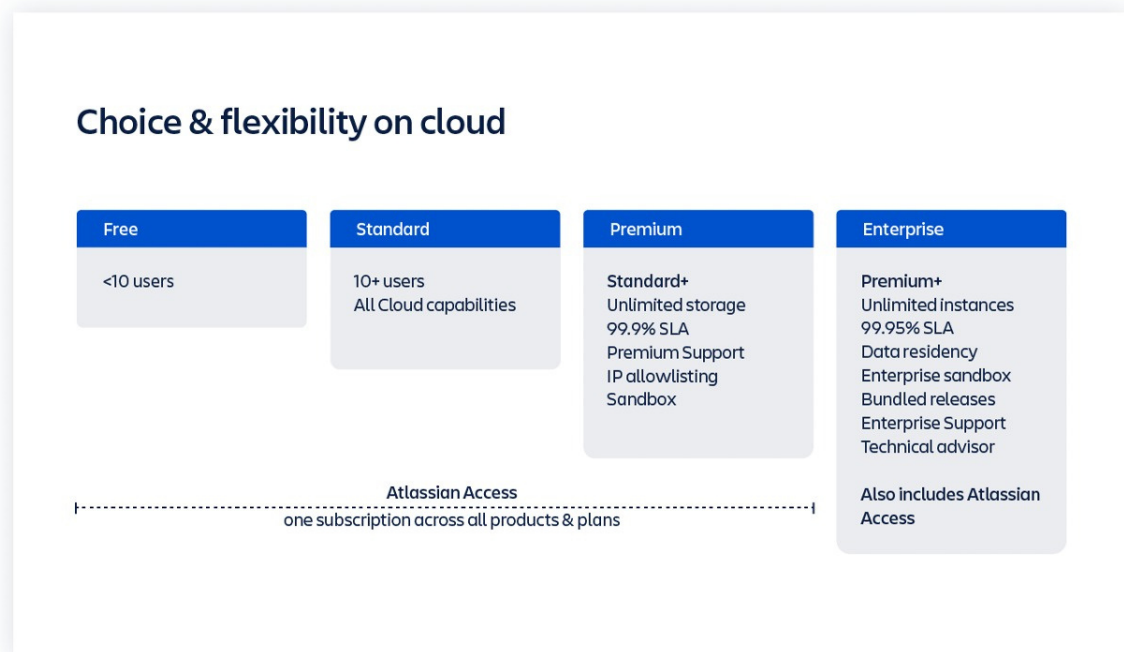 Choice & flexibility on cloud
Free
<10 users
Standard
10+ users
All Cloud capabilities
Premium
Standard+
Unlimited storage
99.9% SLA
Premium Support
IP allowlisting
Sandbox
Enterprise
Premium+
Unlimited instances
99.95% SLA
Data residency
Enterprise sandbox
Bundled releases
Enterprise Support
Technical advisor
Also includes Atlassian
Access
Atlassian Access
one subscription across all products & plans